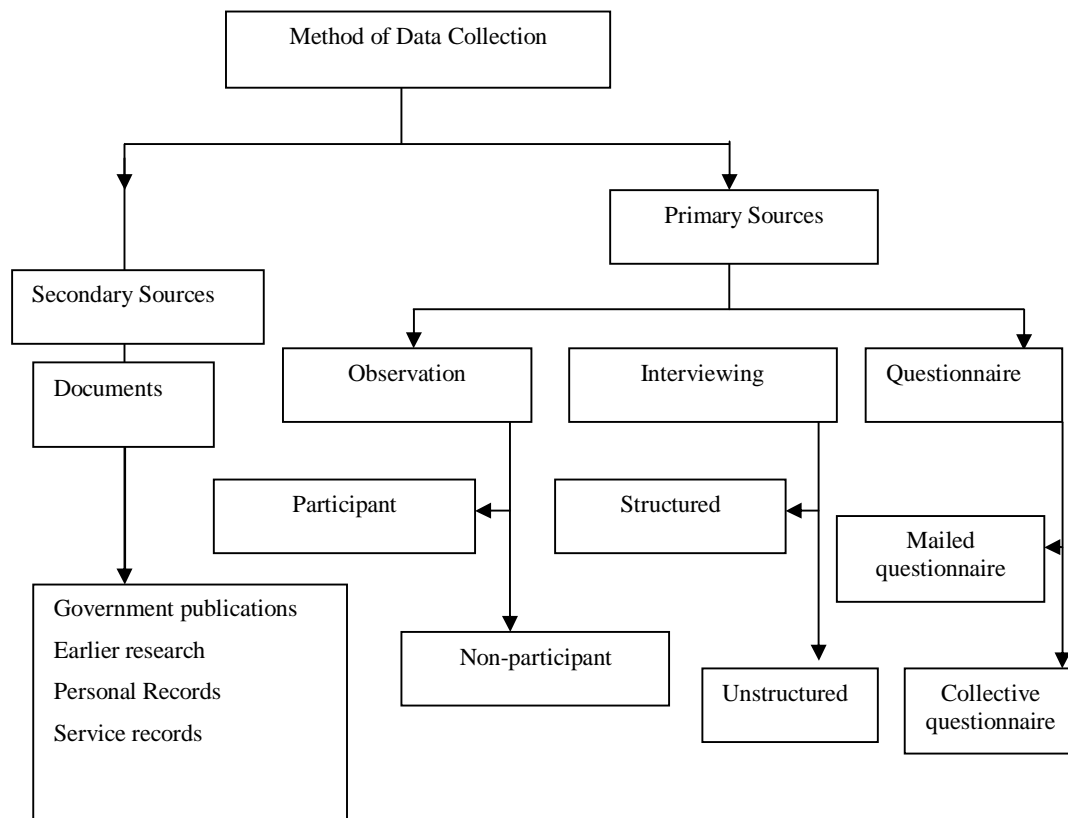 Method of Data Collection
Primary Sources
Secondary Sources
Observation
Interviewing
Questionnaire
Documents
Participant
Structured
Mailed
questionnaire
Government publications
Earlier research
Personal Records
Service records
Non-participant
Unstructured
Collective
questionnaire